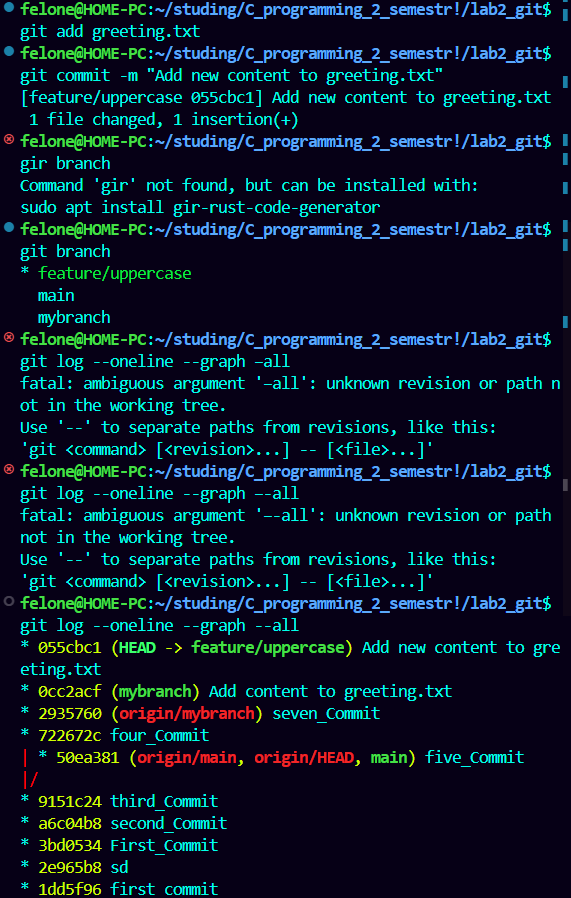 felone@HOME-PC:~/studing/C_programming_2_semestr!/lab2_git$
git add greeting.txt
felone@HOME-PC:~/studing/C_programming_2_semestr!/lab2_git$
git commit -m "Add new content to greeting.txt"
[feature/uppercase 055cbc1] Add new content to greeting.txt
 1 file changed, 1 insertion(+)
felone@HOME-PC:~/studing/C_programming_2_semestr!/lab2_git$
gir branch
Command 'gir' not found, but can be installed with:
sudo apt install gir-rust-code-generator
felone@HOME-PC:~/studing/C_programming_2_semestr!/lab2_git$
git branch
* feature/uppercase
  main
  mybranch
felone@HOME-PC:~/studing/C_programming_2_semestr!/lab2_git$
git log --oneline --graph –all
fatal: ambiguous argument '–all': unknown revision or path n
ot in the working tree.
Use '--' to separate paths from revisions, like this:
'git <command> [<revision>...] -- [<file>...]'
felone@HOME-PC:~/studing/C_programming_2_semestr!/lab2_git$
git log --oneline --graph –-all
fatal: ambiguous argument '–-all': unknown revision or path 
not in the working tree.
Use '--' to separate paths from revisions, like this:
'git <command> [<revision>...] -- [<file>...]'
felone@HOME-PC:~/studing/C_programming_2_semestr!/lab2_git$
git log --oneline --graph --all
* 055cbc1 (HEAD -> feature/uppercase) Add new content to gre
eting.txt
* 0cc2acf (mybranch) Add content to greeting.txt
* 2935760 (origin/mybranch) seven_Commit
* 722672c four_Commit
| * 50ea381 (origin/main, origin/HEAD, main) five_Commit
|/
* 9151c24 third_Commit
* a6c04b8 second_Commit
* 3bd0534 First_Commit
* 2e965b8 sd
* 1dd5f96 first commit